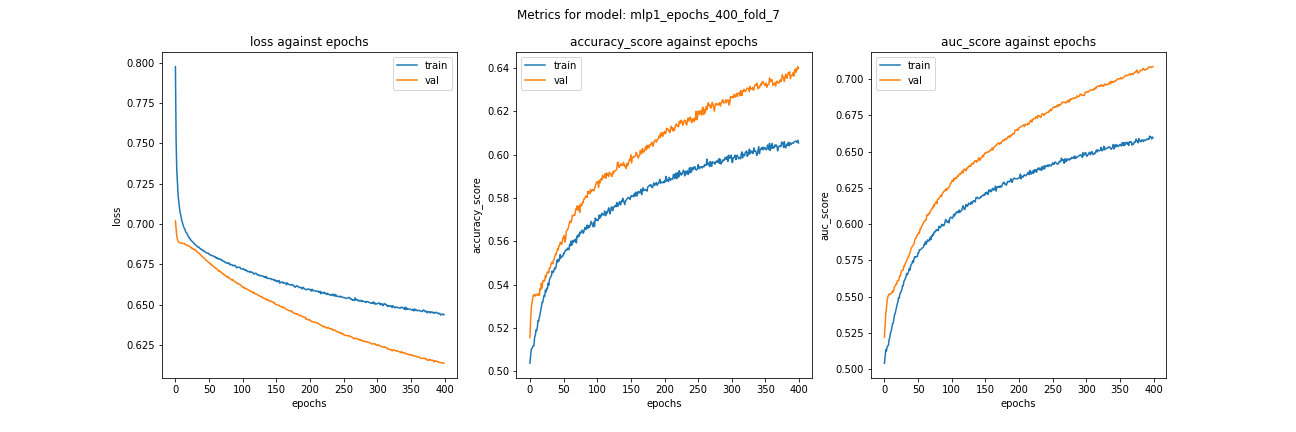 Metrics for model: mlp1_epochs_400_fold_7
loss against epochs
train
val
0.800
0.775
0.750
0.725
0.700
0.675
0.650
0.625
loss
0 50 100 150 200 250 300 350 400
epochs
accuracy_score against epochs
train
val
0.64
0.62
0.60
0.58
0.56
0.54
0.52
0.50
accuracy_score
0 50 100 150 200 250 300 350 400
epochs
auc_score against epochs
train
val
0.700
0.675
0.650
0.625
0.600
0.575
0.550
0.525
0.500
auc_score
0 50 100 150 200 250 300 350 400
epochs